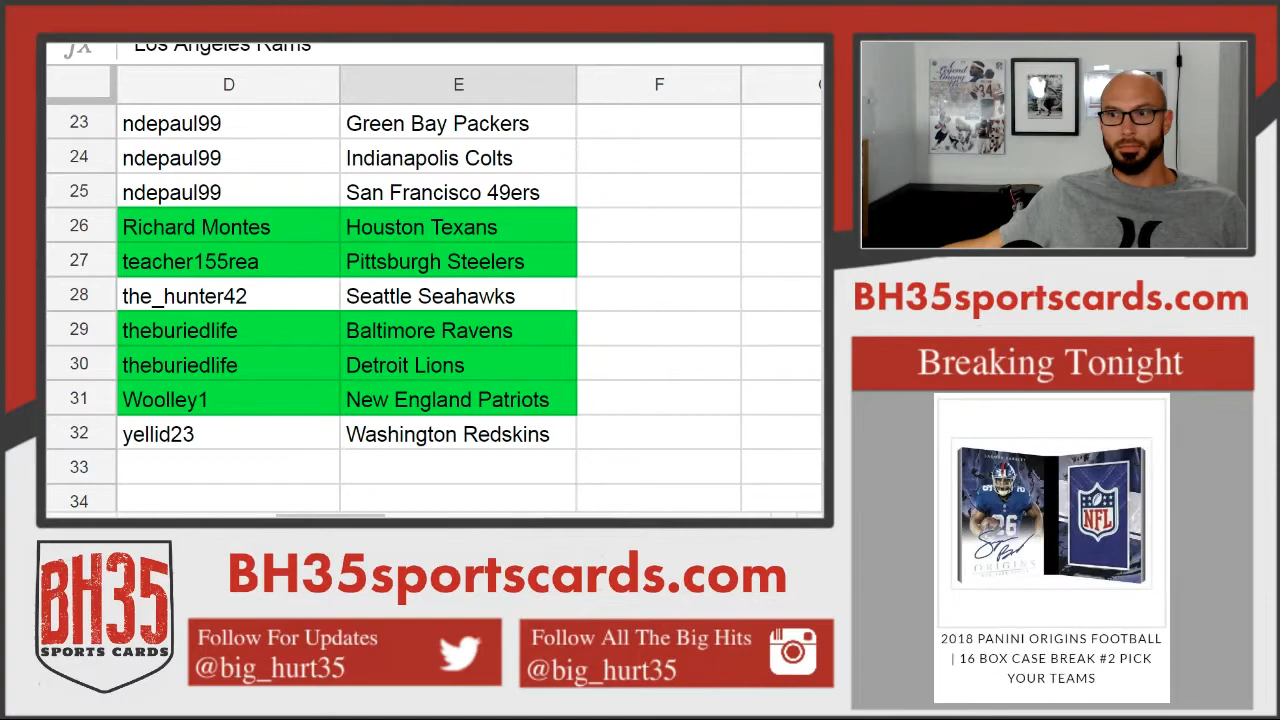 fx Los Angeles Rams
D E F
23 ndepaul99 Green Bay Packers
24 ndepaul99 Indianapolis Colts
25 ndepaul99 San Francisco 49ers
26 Richard Montes Houston Texans
27 teacher155rea Pittsburgh Steelers
28 the_hunter42 Seattle Seahawks
29 theburiedlife Baltimore Ravens
30 theburiedlife Detroit Lions
31 Woolley1 New England Patriots
32 yellid23 Washington Redskins
33
34
BH35sportscards.com
Breaking Tonight
26
NFL
ORIGINS
2018 PANINI ORIGINS FOOTBALL
| 16 BOX CASE BREAK #2 PICK
YOUR TEAMS
BH35
SPORTS CARDS
BH35sportscards.com
Follow For Updates
@big_hurt35
Follow All The Big Hits
@big_hurt35